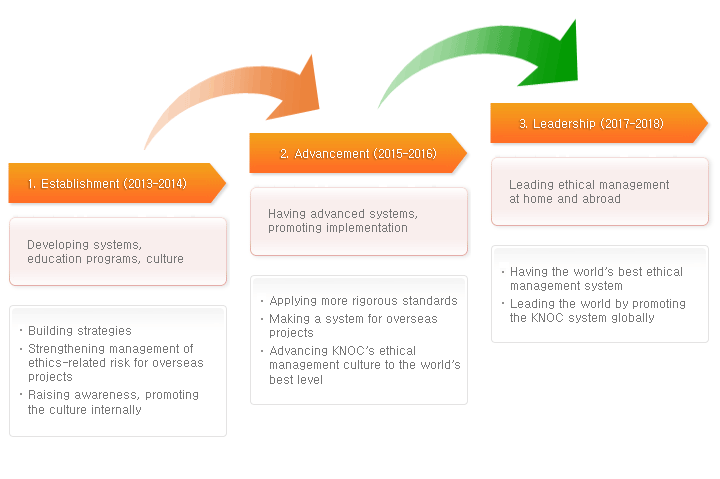 1. Establishment (2013-2014)
Developing systems,
education programs, culture
· Building strategies
· Strengthening management of
ethics-related risk for overseas
projects
· Raising awareness, promoting
the culture internally
2. Advancement (2015-2016)
Having advanced systems,
promoting implementation
· Applying more rigorous standards
· Making a system for overseas
projects
· Advancing KNOC's ethical
management culture to the world's
best level
3. Leadership (2017-2018)
Leading ethical management
at home and abroad
· Having the world's best ethical
management system
· Leading the world by promoting
the KNOC system globally